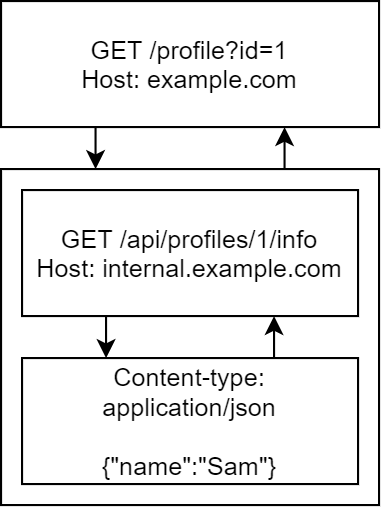 GET /profile?id=1
Host: example.com
GET /api/profiles/1/info
Host: internal.example.com
Content-type:
application/json
{"name":"Sam"}